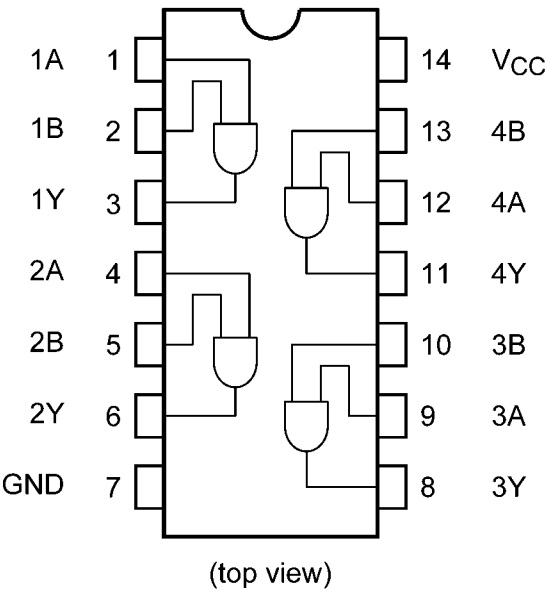 1A 1 14 VCC
1B 2 13 4B
1Y 3 12 4A
2A 4 11 4Y
2B 5 10 3B
2Y 6 9 3A
GND 7 8 3Y
(top view)